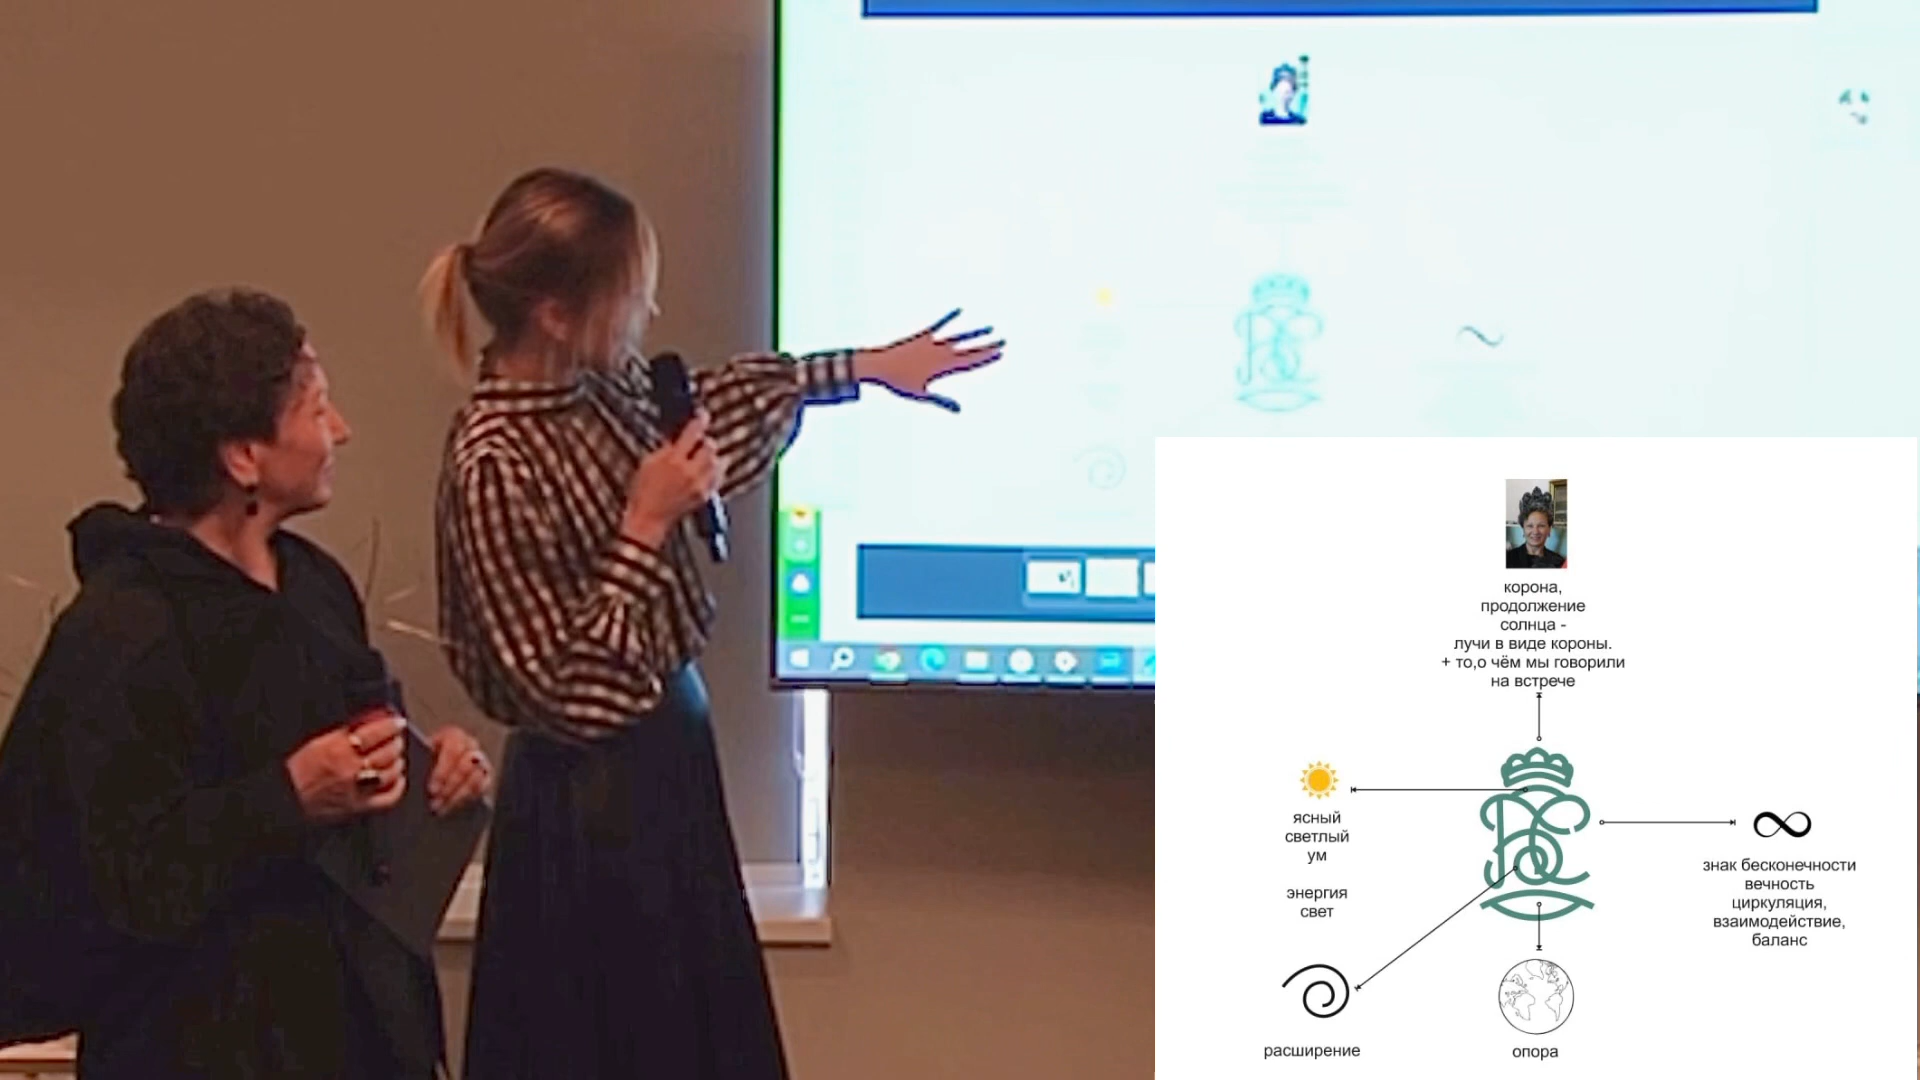 корона,
продолжение
солнца -
лучи в виде короны.
+ то,о чём мы говорили
на встрече
ясный
светлый
ум
энергия
свет
знак бесконечности
вечность
циркуляция,
взаимодействие,
баланс
расширение
опора